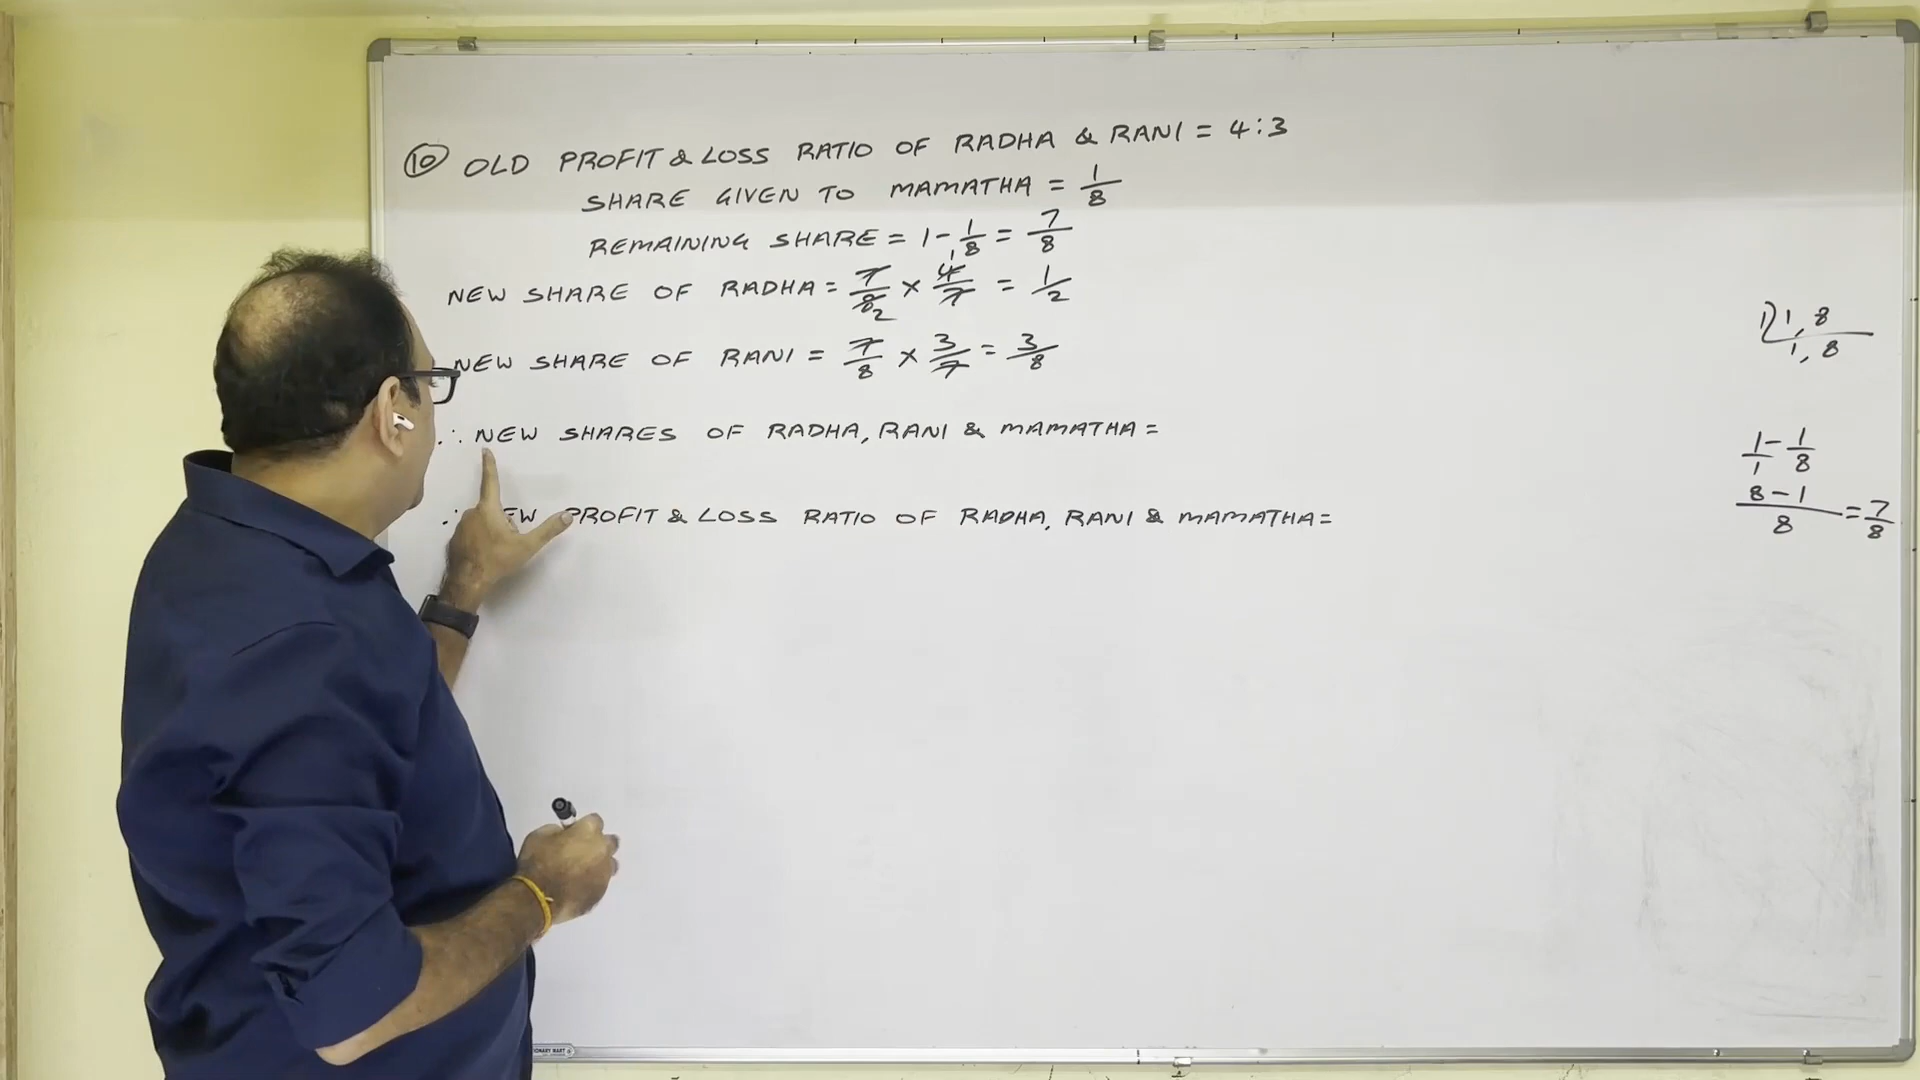 10 OLD PROFIT & LOSS RATIO OF RADHA & RANI = 4:3
SHARE GIVEN TO MAMATHA = 1/8
REMAINING SHARE = 1 - 1/8 = 7/8
NEW SHARE OF RADHA = 7/8 2 × 1 4/7 = 1/2
NEW SHARE OF RANI = 7/8 × 3/7 = 3/8
∴ NEW SHARES OF RADHA, RANI & MAMATHA =
∴ EW PROFIT & LOSS RATIO OF RADHA, RANI & MAMATHA =
1) 1, 8
1, 8
1/1 - 1/8
8 - 1/8 = 7/8